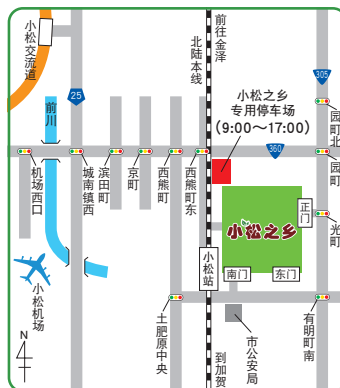 小松交流道
北陆本线
前往金泽
305
小松之乡
专用停车场
(9:00～17:00)
25
前川
园町北
360
机场西口
城南镇西
滨田町
京町
西熊町
西熊町东
园町
正门
小松之乡
光町
小松机场
小松站
南门
东门
N
土肥原中央
市公安局
有明町南
到加贺